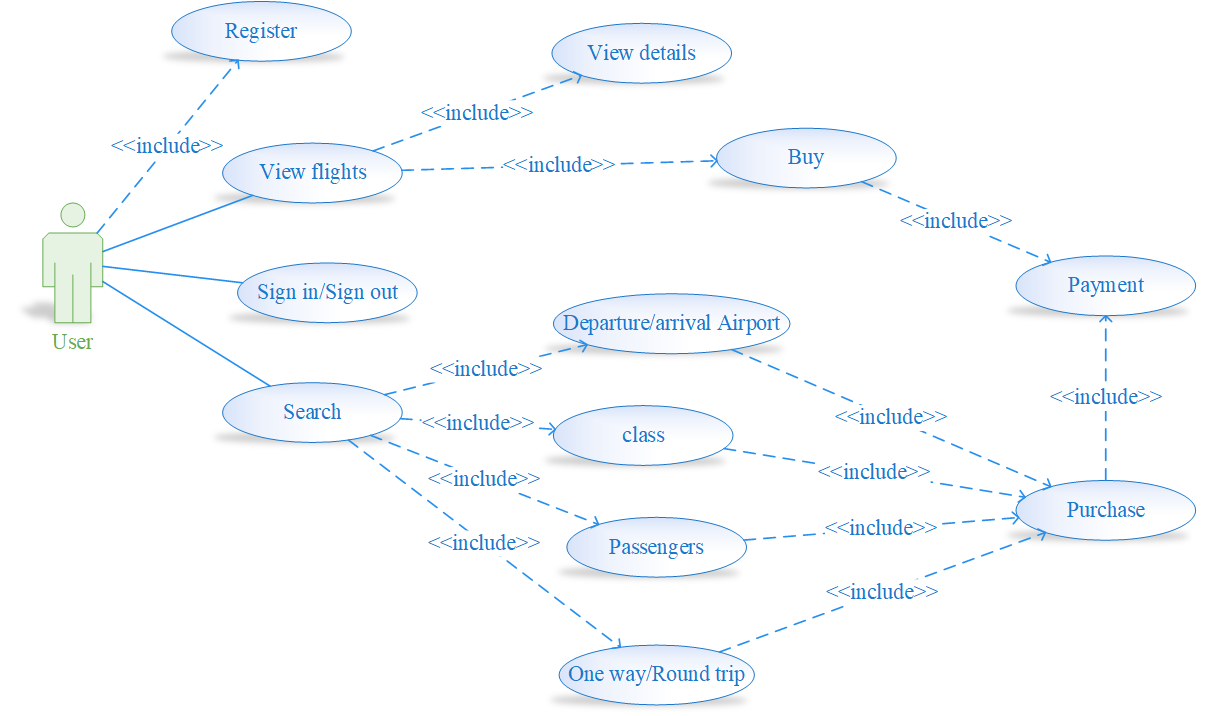 Register
View details
<<include>>
<<include>>
Buy
View flights
<<include>>
<<include>>
Payment
Sign in/Sign out
Departure/arrival Airport
User
<<include>>
<<include>>
Search
<<include>>
<<include>>
class
<<include>>
<<include>>
Purchase
<<include>>
Passengers
<<include>>
<<include>>
One way/Round trip